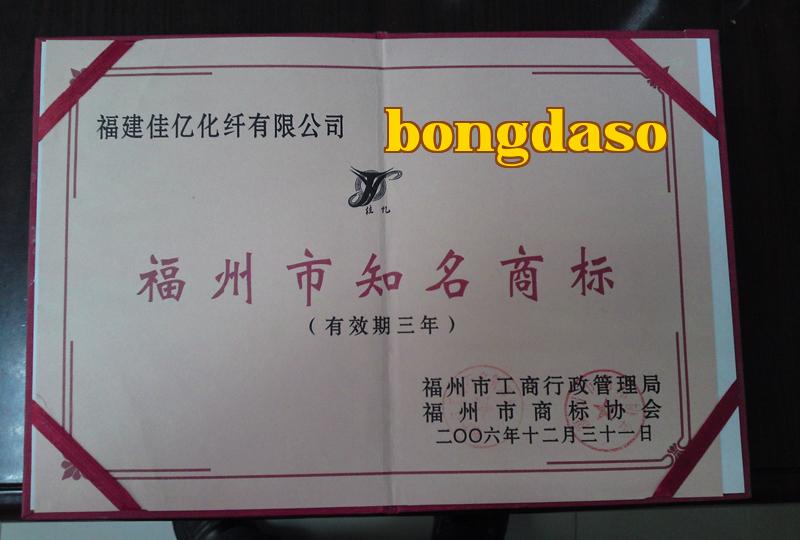 福建佳亿化纤有限公司
bongdaso
佳亿
福州市知名商标
(有效期三年)
福州市工商行政管理局
福州市商标协会
二〇〇六年十二月三十一日